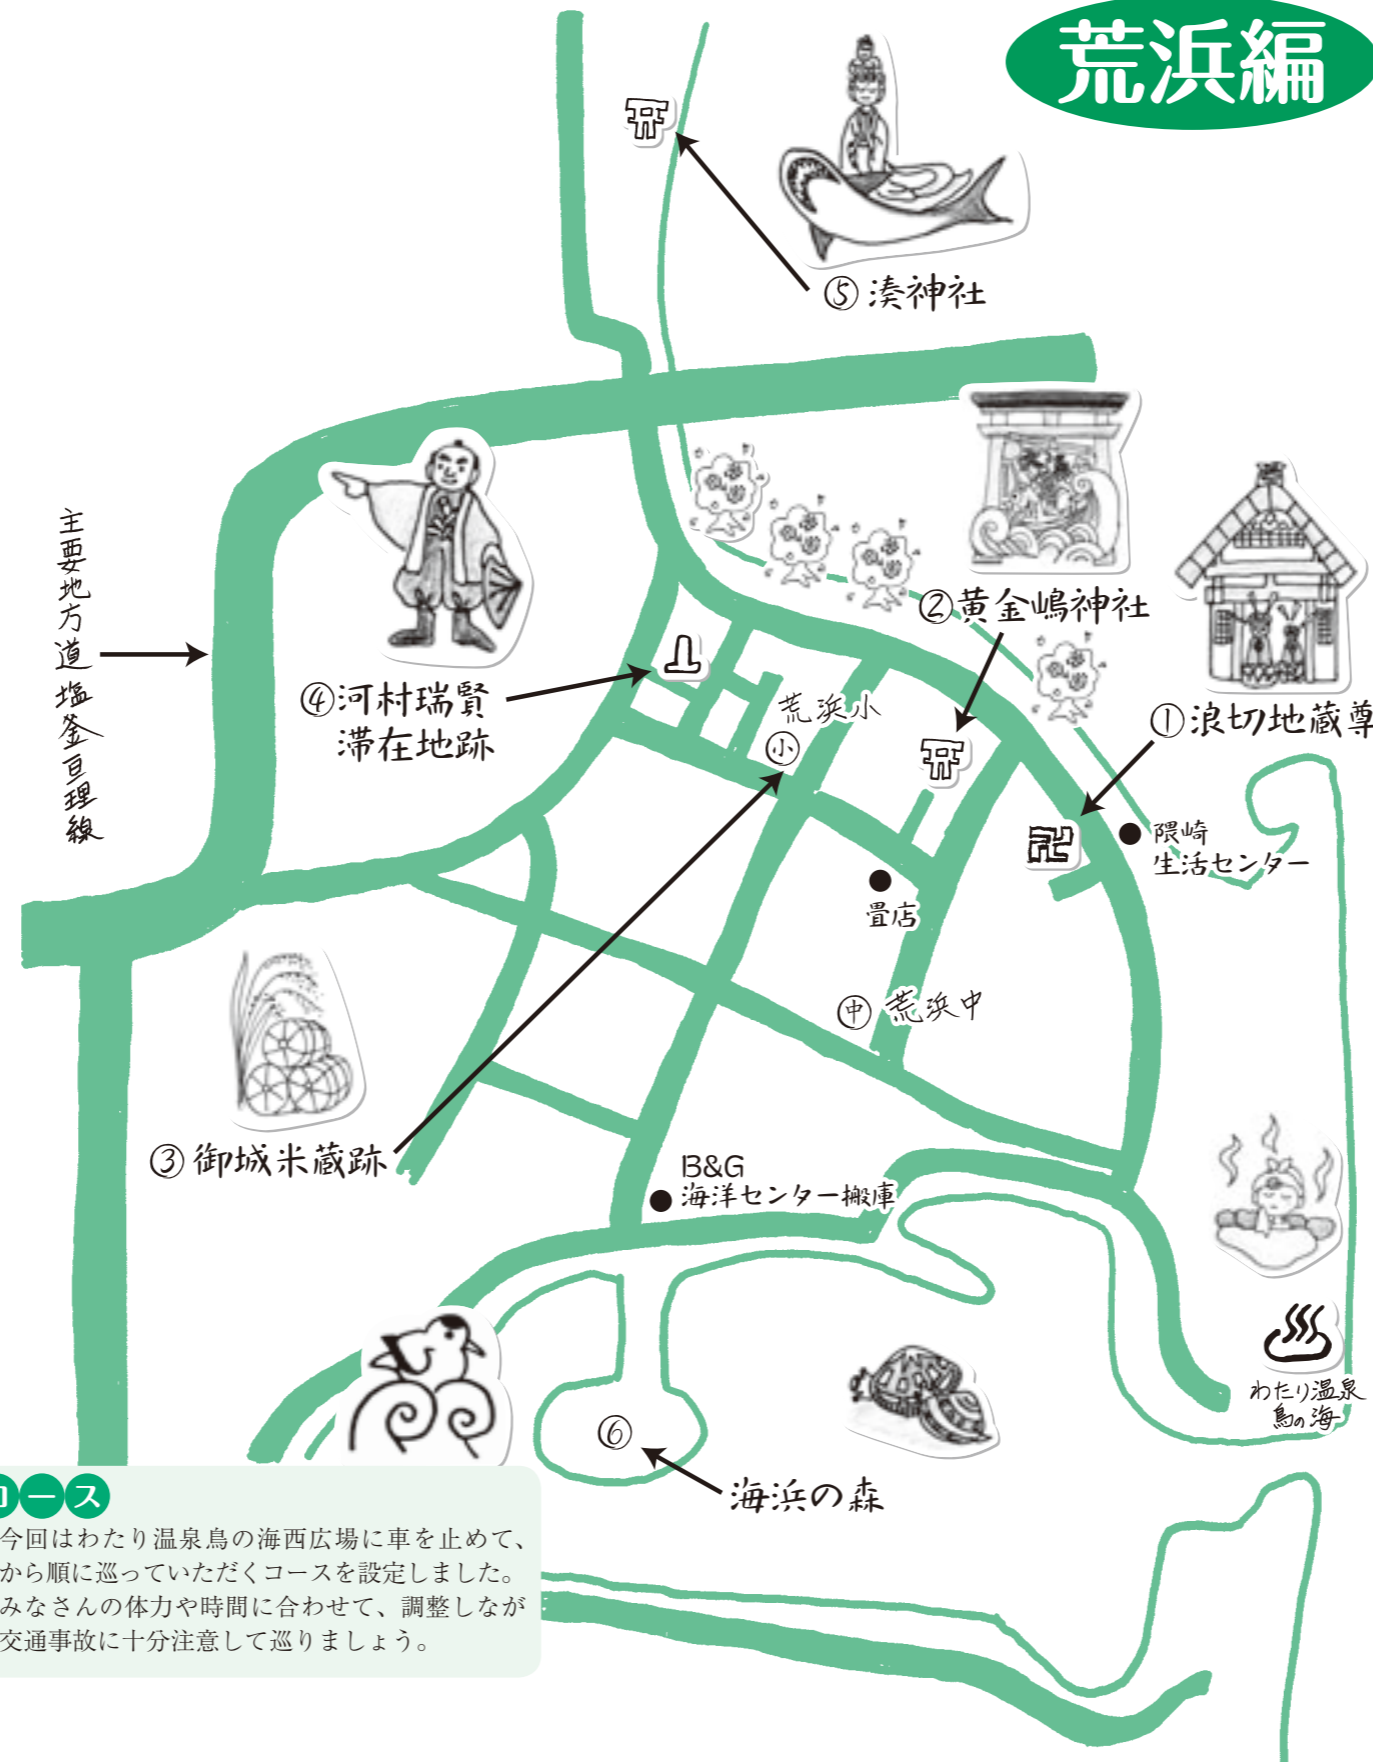 荒浜編
⑤湊神社
②黄金嶋神社
①浪切地蔵尊
主要地方道 塩釜亘理線
④河村瑞賢
滞在地跡
荒浜小
小
隈崎
生活センター
畳店
中 荒浜中
③御城米蔵跡
B&G
海洋センター搬庫
わたり温泉
鳥の海
⑥
海浜の森
コース
今回はわたり温泉鳥の海西広場に車を止めて、
から順に巡っていただくコースを設定しました。
みなさんの体力や時間に合わせて、調整しなが
交通事故に十分注意して巡りましょう。